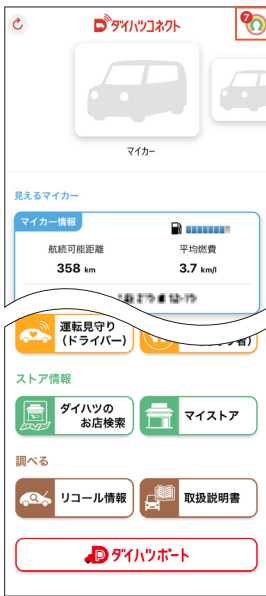 ダイハツコネクト
7
マイカー
見えるマイカー
マイカー情報
航続可能距離
平均燃費
358 km
3.7 km/l
運転見守り
(ドライバー)
ストア情報
ダイハツの
お店検索
マイストア
調べる
リコール情報
取扱説明書
ダイハツポート